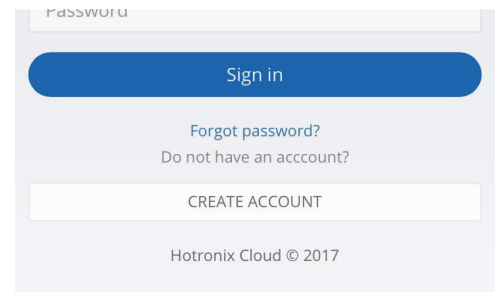 Password
Sign in
Forgot password?
Do not have an acccount?
CREATE ACCOUNT
Hotronix Cloud © 2017